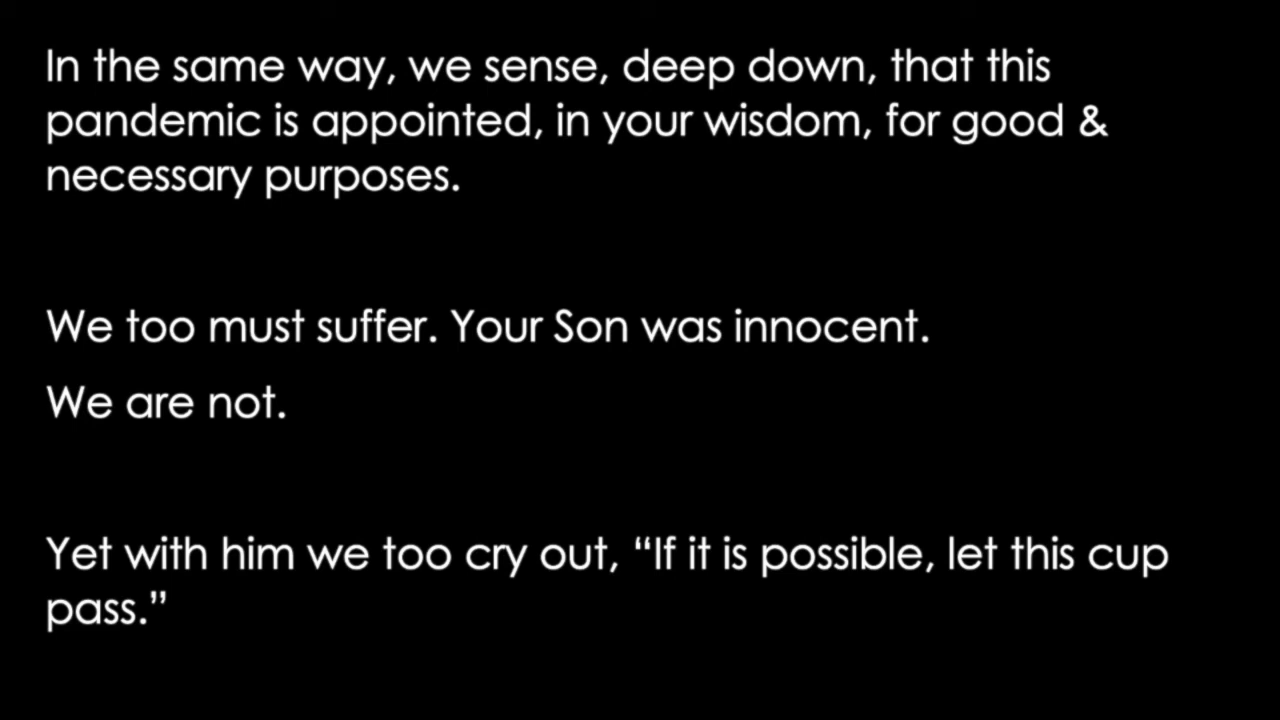 In the same way, we sense, deep down, that this
pandemic is appointed, in your wisdom, for good &
necessary purposes.
We too must suffer. Your Son was innocent.
We are not.
Yet with him we too cry out, “If it is possible, let this cup
pass.”